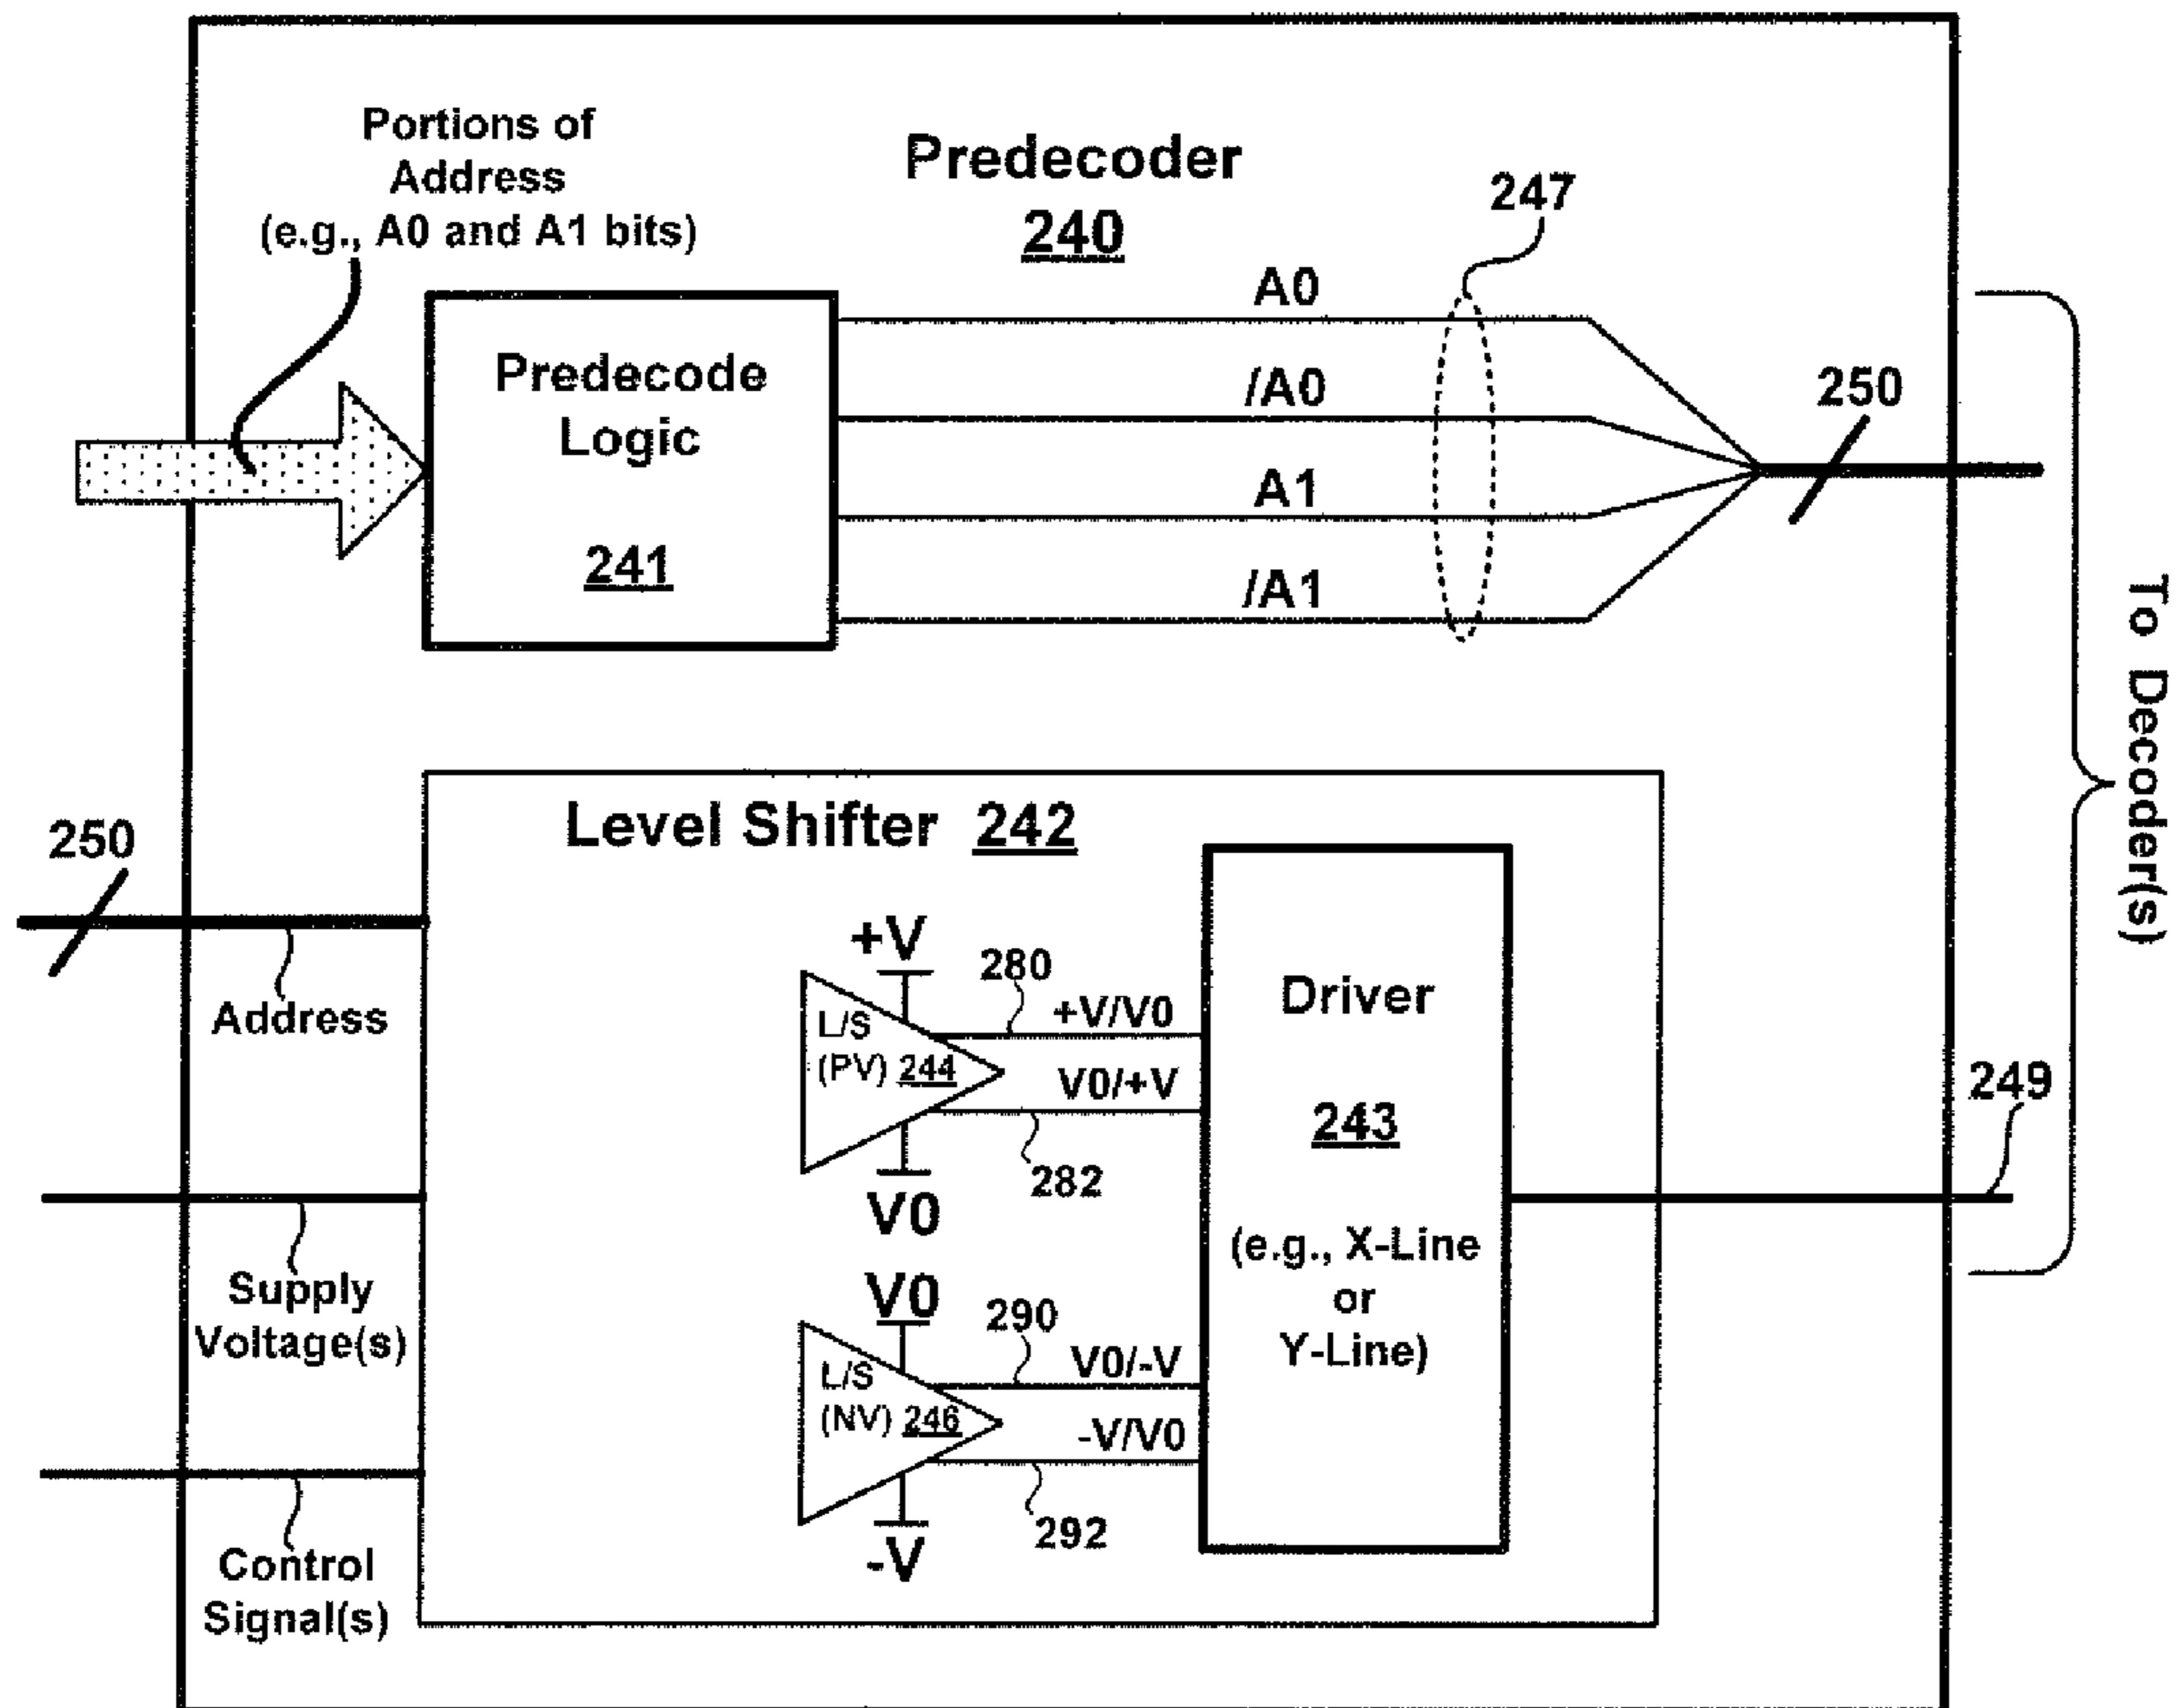 Portions of
Address
(e.g., A0 and A1 bits)
Predecoder
240
247
A0
/A0
A1
/A1
250
Predecode
Logic
241
To Decoder(s)
Level Shifter 242
250
Address
Supply
Voltage(s)
Control
Signal(s)
+V
L/S
(PV) 244
V0
280
+V/V0
V0/+V
282
V0
L/S
(NV) 246
-V
290
V0/-V
-V/V0
292
Driver
243
(e.g., X-Line
or
Y-Line)
249